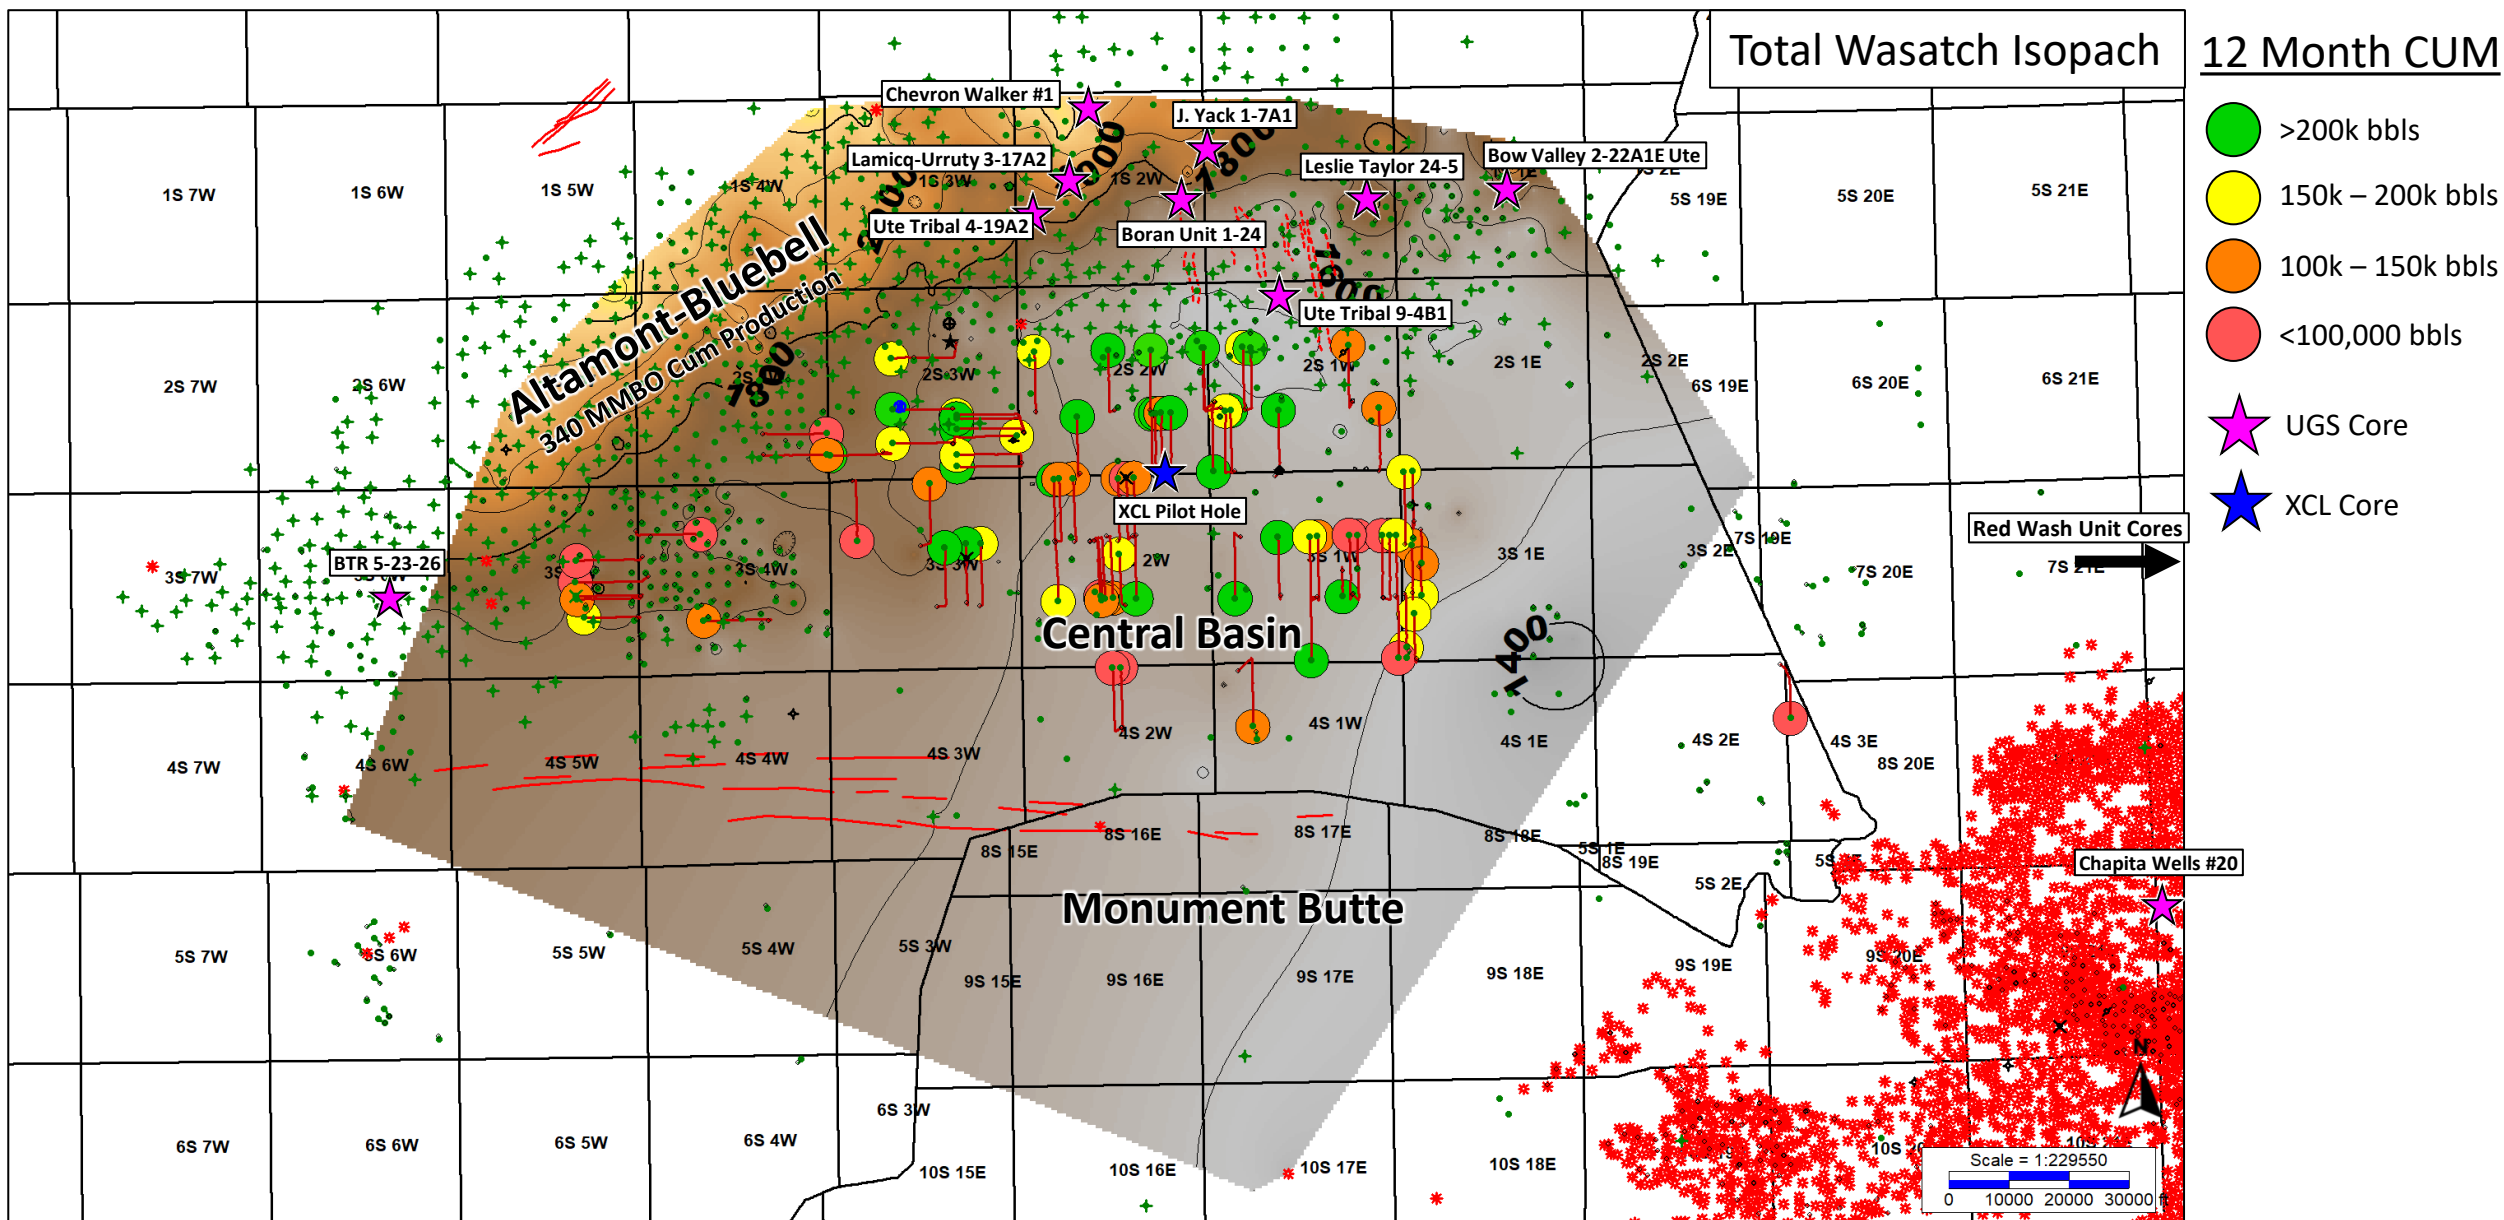 Total Wasatch Isopach
12 Month CUM
>200k bbls
150k – 200k bbls
100k – 150k bbls
<100,000 bbls
UGS Core
XCL Core
Chevron Walker #1
J. Yack 1-7A1
Lamicq-Urruty 3-17A2
Leslie Taylor 24-5
Bow Valley 2-22A1E Ute
Ute Tribal 4-19A2
Boran Unit 1-24
Ute Tribal 9-4B1
Altamont-Bluebell
340 MMBO Cum Production
XCL Pilot Hole
Red Wash Unit Cores
BTR 5-23-26
Central Basin
Monument Butte
Chapita Wells #20
1800
1600
1400
1S 7W
1S 6W
1S 5W
1S 4W
1S 3W
1S 2W
5S 19E
5S 20E
5S 21E
2S 7W
2S 6W
2S 3W
2S 2W
2S 1W
2S 1E
2S 2E
6S 19E
6S 20E
6S 21E
3S 7W
3S 4W
3S 3W
2W
3S 1W
3S 1E
3S 2E
7S 19E
7S 20E
7S 21E
4S 7W
4S 6W
4S 5W
4S 4W
4S 3W
4S 2W
4S 1W
4S 1E
4S 2E
4S 3E
8S 20E
8S 15E
8S 16E
8S 17E
8S 18E
5S 1E
8S 19E
5S 2E
5S 7W
5S 6W
5S 5W
5S 4W
5S 3W
9S 15E
9S 16E
9S 17E
9S 18E
9S 19E
9S 20E
6S 7W
6S 6W
6S 5W
6S 4W
6S 3W
10S 15E
10S 16E
10S 17E
10S 18E
N
Scale = 1:229550
0 10000 20000 30000 ft